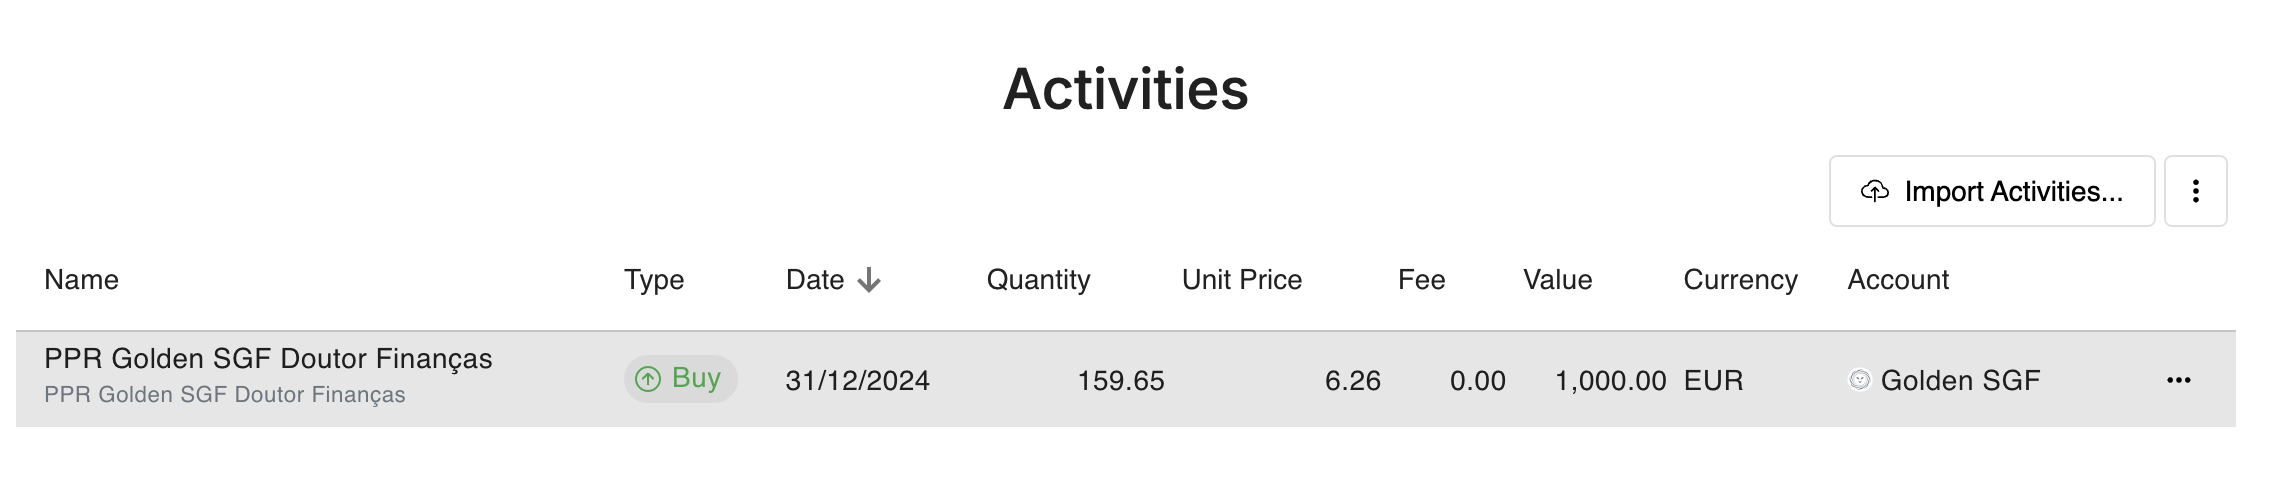 Activities
Import Activities...
Name Type Date Quantity Unit Price Fee Value Currency Account
PPR Golden SGF Doutor Finanças Buy 31/12/2024 159.65 6.26 0.00 1,000.00 EUR Golden SGF
PPR Golden SGF Doutor Finanças